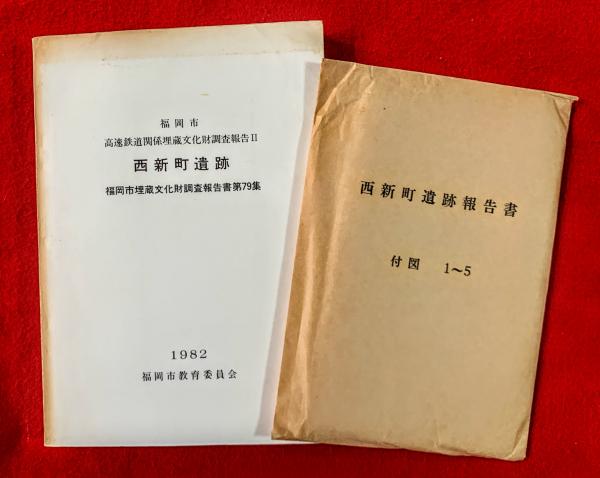 福岡市
高速鉄道関係埋蔵文化財調査報告II
西新町遺跡
福岡市埋蔵文化財調査報告書第79集
1982
福岡市教育委員会
西新町遺跡報告書
付図 1〜5